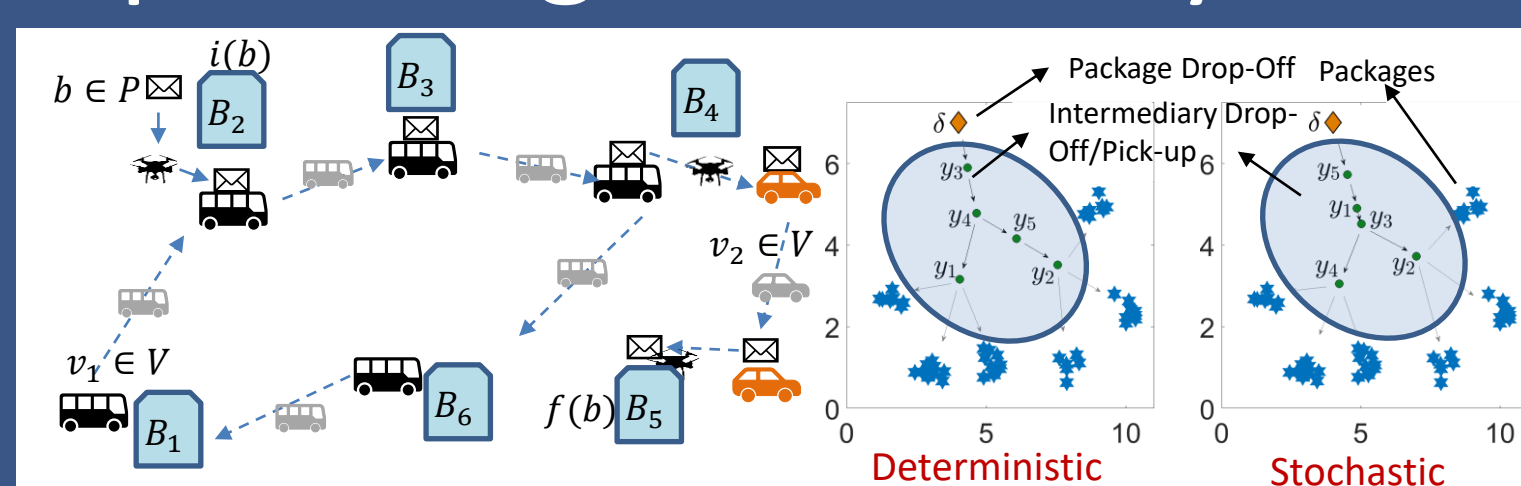 i(b)
b ∈ P
B₂
B₃
B₄
v₂ ∈ V
v₁ ∈ V
B₁
B₆
f(b)
B₅
Package Drop-Off
Packages
Intermediary Drop-
Off/Pick-up
δ
y₃
y₄
y₅
y₁
y₂
6
4
2
0
0
5
10
Deterministic
δ
y₅
y₁
y₃
y₄
y₂
6
4
2
0
0
5
10
Stochastic